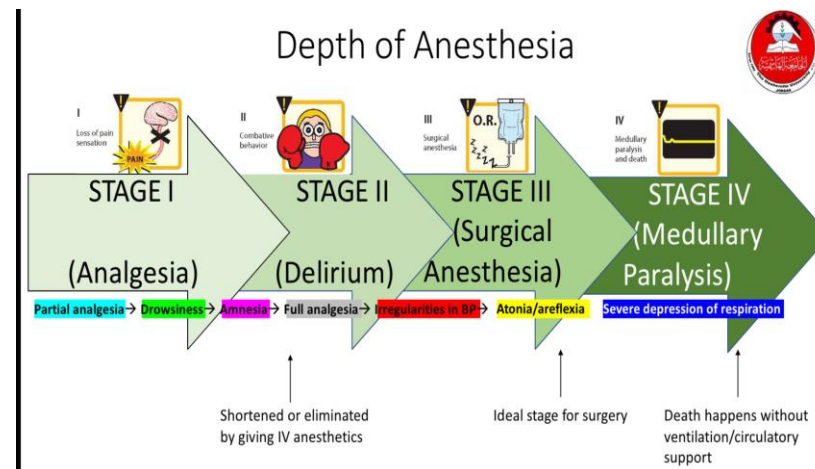 Depth of Anesthesia
I
Loss of pain
sensation
PAIN
II
Combative
behavior
III
Surgical
anesthesia
O.R.
Z Z Z Z Z
IV
Medullary
paralysis
and death
STAGE I
(Analgesia)
STAGE II
(Delirium)
STAGE III
(Surgical
Anesthesia)
STAGE IV
(Medullary
Paralysis)
Partial analgesia→ Drowsiness→ Amnesia→ Full analgesia→ Irregularities in BP→ Atonia/areflexia Severe depression of respiration
Shortened or eliminated
by giving IV anesthetics
Ideal stage for surgery
Death happens without
ventilation/circulatory
support